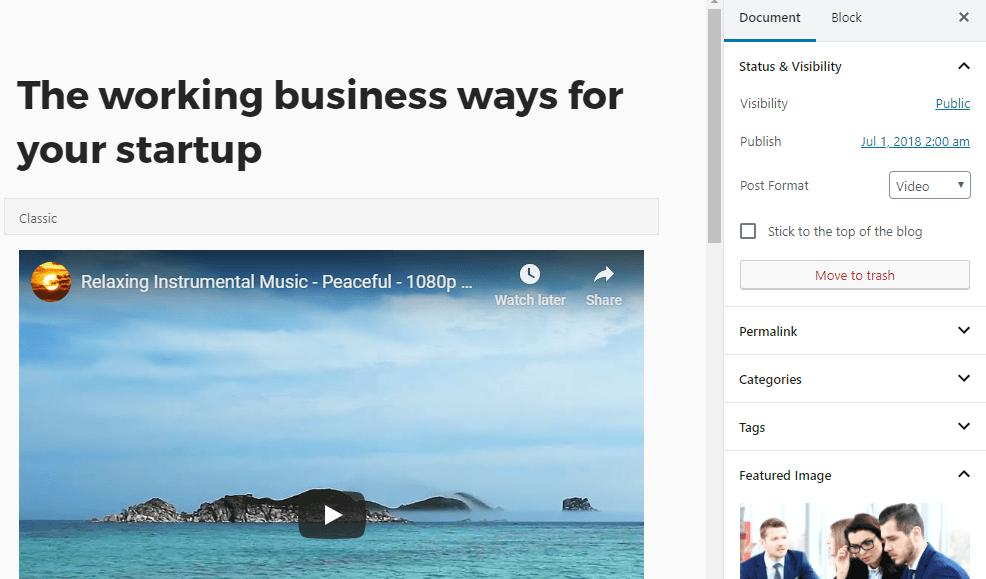 The working business ways for
your startup
Classic
Relaxing Instrumental Music - Peaceful - 1080p ...
Watch later
Share
Document
Block
Status & Visibility
Visibility
Public
Publish
Jul 1, 2018 2:00 am
Post Format
Video
Stick to the top of the blog
Move to trash
Permalink
Categories
Tags
Featured Image